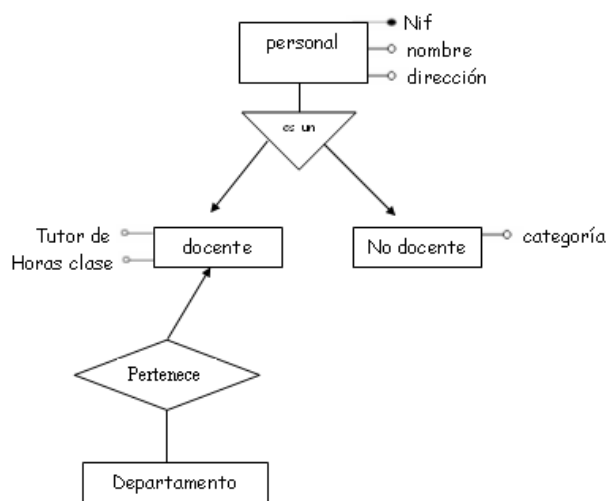 Nif
personal
nombre
dirección
es un
Tutor de
docente
No docente
categoría
Horas clase
Pertenece
Departamento